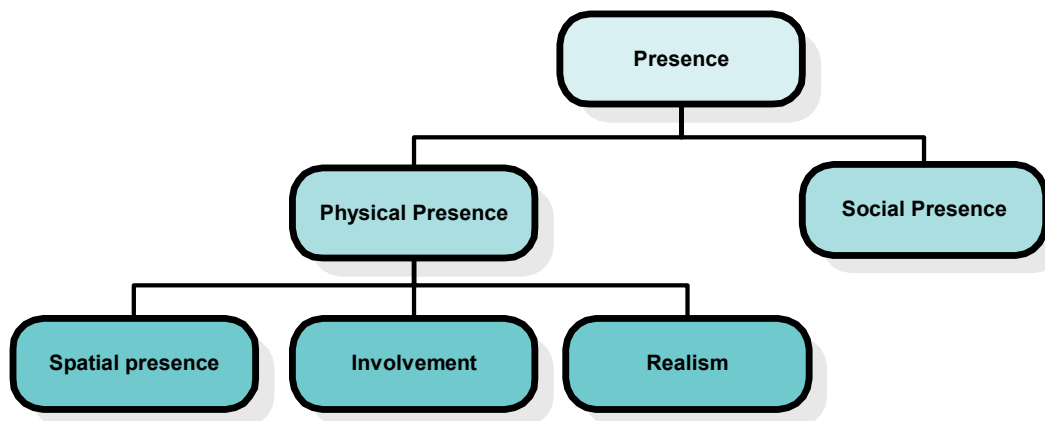 Presence
Physical Presence
Social Presence
Spatial presence
Involvement
Realism